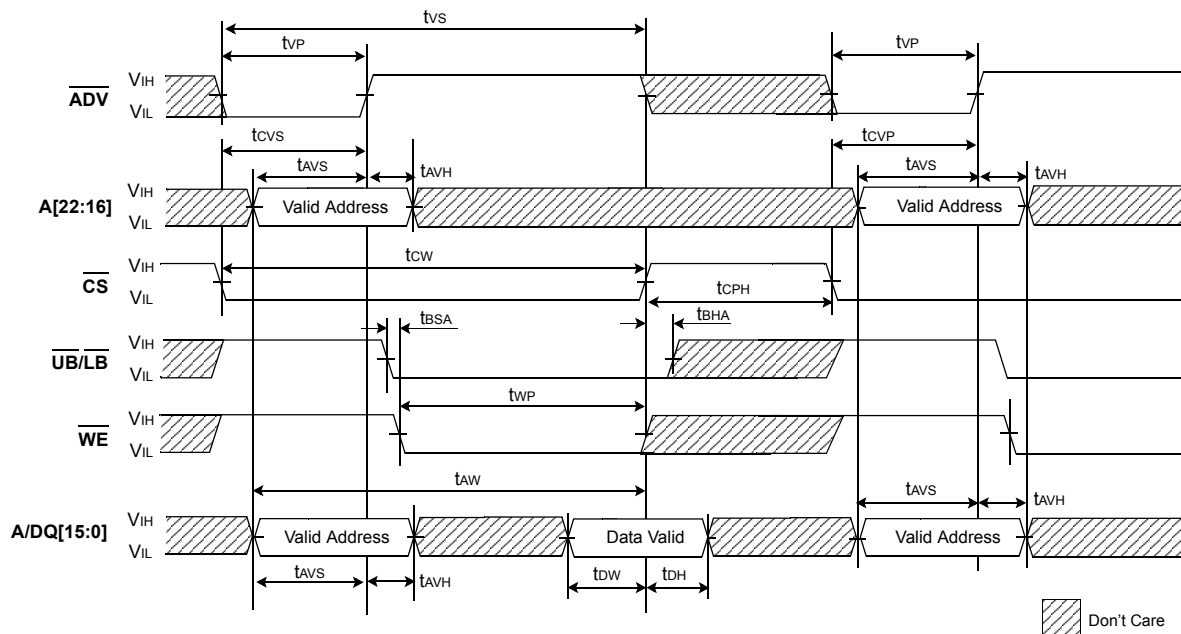 tVS
tVP
tVP
ADV
VIH
VIL
tCVS
tCVP
tAVS
tAVH
tAVS
tAVH
A[22:16]
VIH
VIL
Valid Address
Valid Address
CS
VIH
VIL
tCW
tCPH
tBSA
tBHA
UB/LB
VIH
VIL
tWP
WE
VIH
VIL
tAW
tAVS
tAVH
A/DQ[15:0]
VIH
VIL
Valid Address
Data Valid
Valid Address
tAVS
tAVH
tDW
tDH
Don't Care